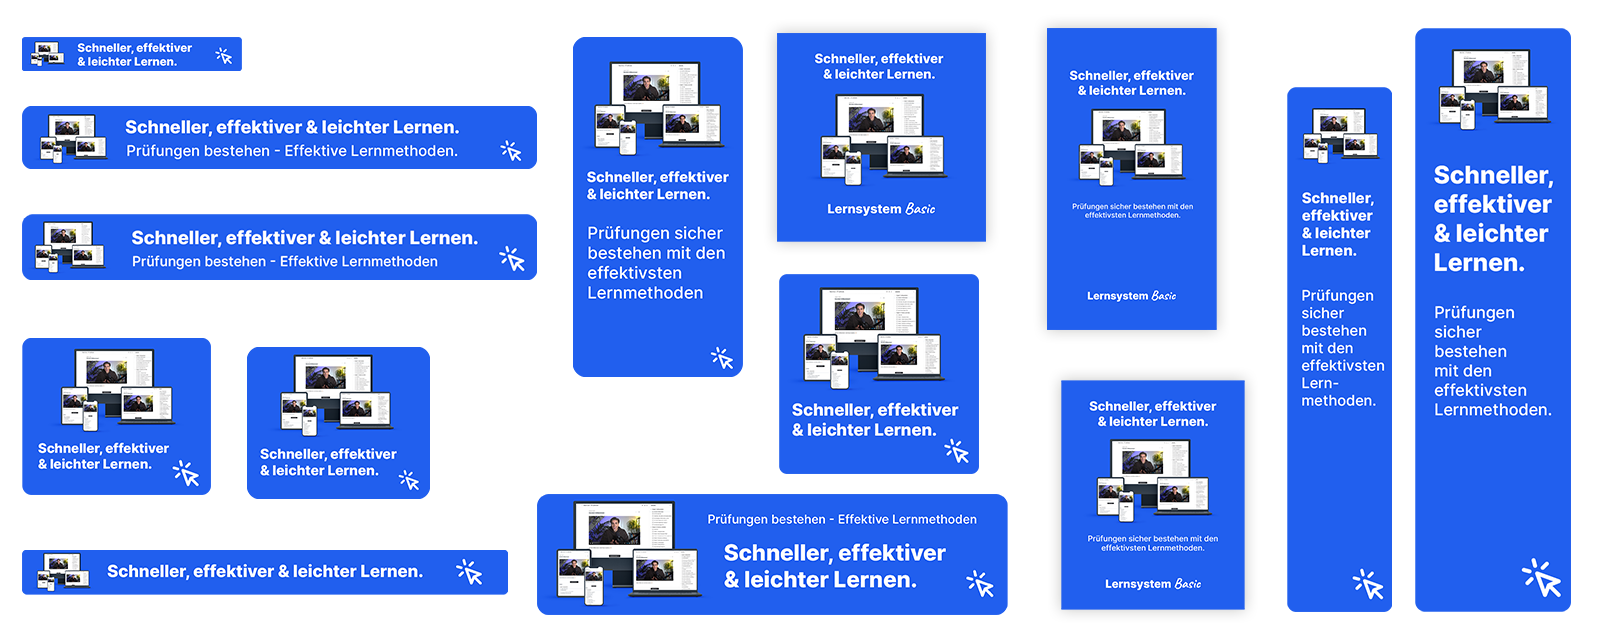 Schneller, effektiver
& leichter Lernen.
Schneller, effektiver & leichter Lernen.
Prüfungen bestehen - Effektive Lernmethoden.
Schneller, effektiver & leichter Lernen.
Prüfungen bestehen - Effektive Lernmethoden
Schneller, effektiver
& leichter Lernen.
Schneller, effektiver
& leichter Lernen.
Schneller, effektiver & leichter Lernen.
Schneller, effektiver
& leichter Lernen.
Prüfungen sicher
bestehen mit den
effektivsten
Lernmethoden
Schneller, effektiver
& leichter Lernen.
Lernsystem Basic
Schneller, effektiver
& leichter Lernen.
Prüfungen bestehen - Effektive Lernmethoden
Schneller, effektiver
& leichter Lernen.
Schneller, effektiver
& leichter Lernen.
Prüfungen sicher bestehen mit den
effektivsten Lernmethoden.
Lernsystem Basic
Schneller, effektiver
& leichter Lernen.
Prüfungen sicher bestehen mit den
effektivsten Lernmethoden.
Lernsystem Basic
Schneller,
effektiver
& leichter
Lernen.
Prüfungen
sicher
bestehen
mit den
effektivsten
Lern-
methoden.
Schneller,
effektiver
& leichter
Lernen.
Prüfungen
sicher
bestehen
mit den
effektivsten
Lernmethoden.